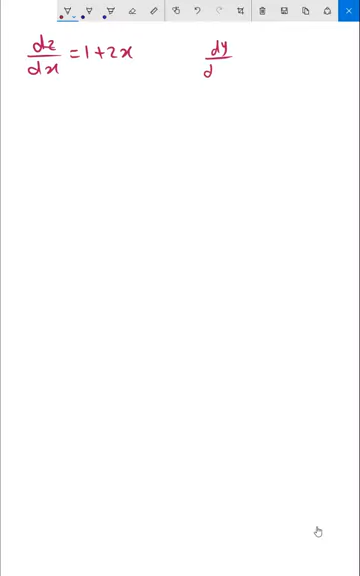 dz/dx = 1 + 2x dy/d